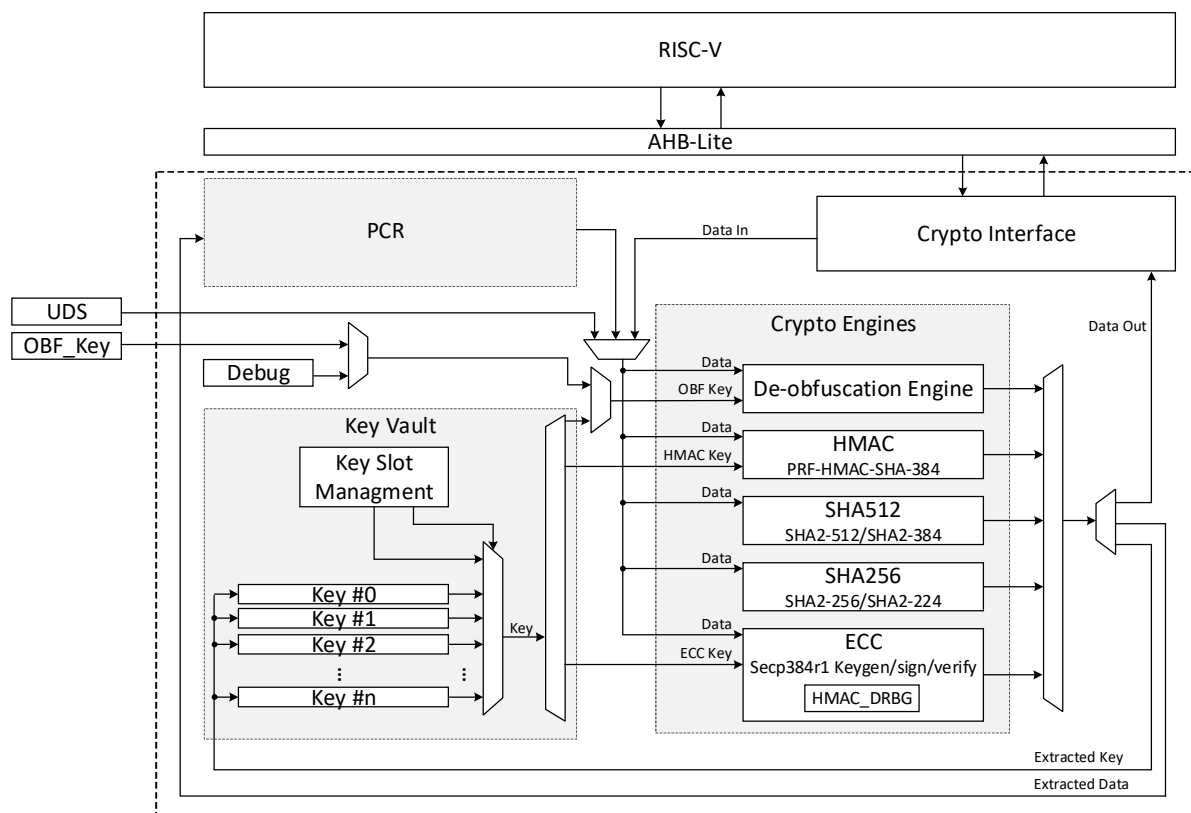 RISC-V
AHB-Lite
PCR
Data In
Crypto Interface
UDS
OBF_Key
Debug
Crypto Engines
Data Out
Data
OBF Key
De-obfuscation Engine
Key Vault
Key Slot
Managment
Data
HMAC Key
HMAC
PRF-HMAC-SHA-384
Data
SHA512
SHA2-512/SHA2-384
Data
SHA256
SHA2-256/SHA2-224
Key #0
Key #1
Key #2
Key #n
Key
Data
ECC Key
ECC
Secp384r1 Keygen/sign/verify
HMAC_DRBG
Extracted Key
Extracted Data